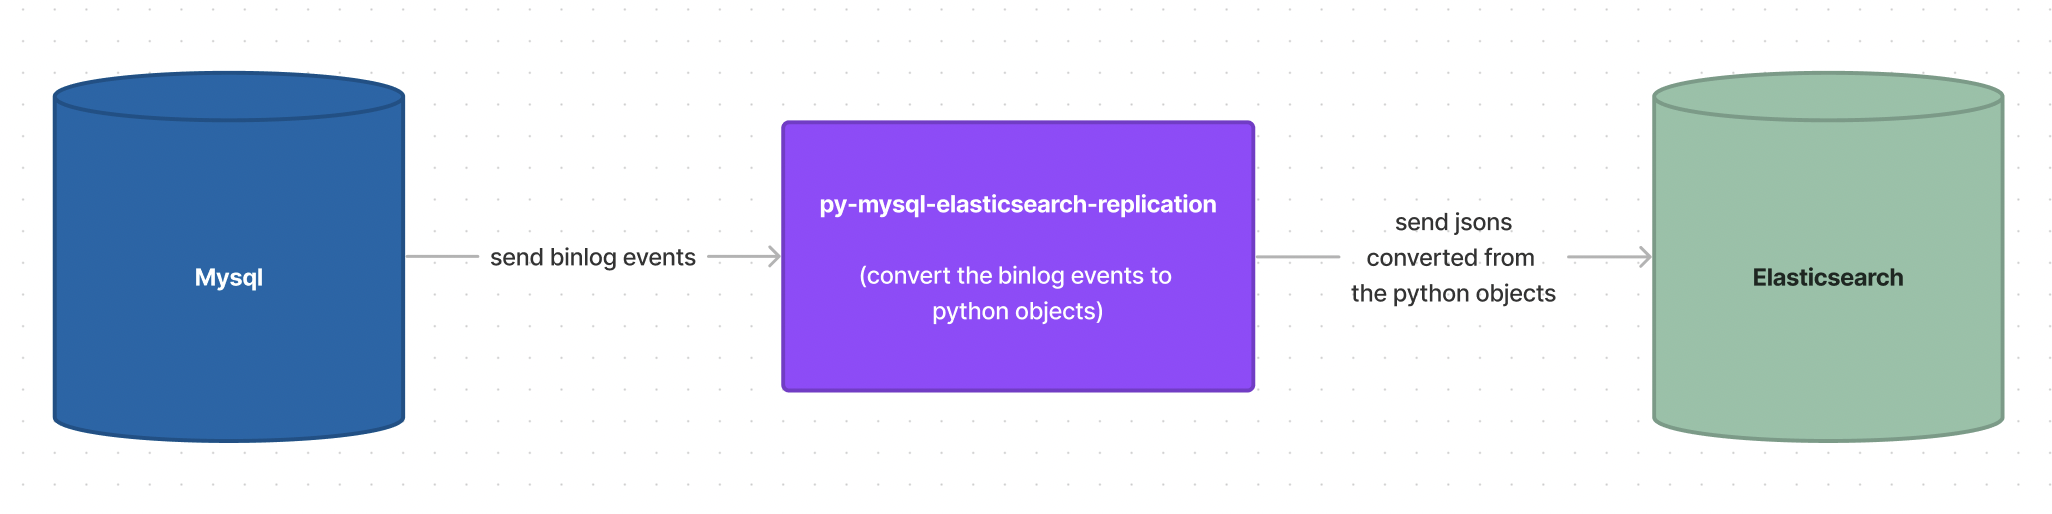 Mysql
send binlog events
py-mysql-elasticsearch-replication
(convert the binlog events to
python objects)
send jsons
converted from
the python objects
Elasticsearch